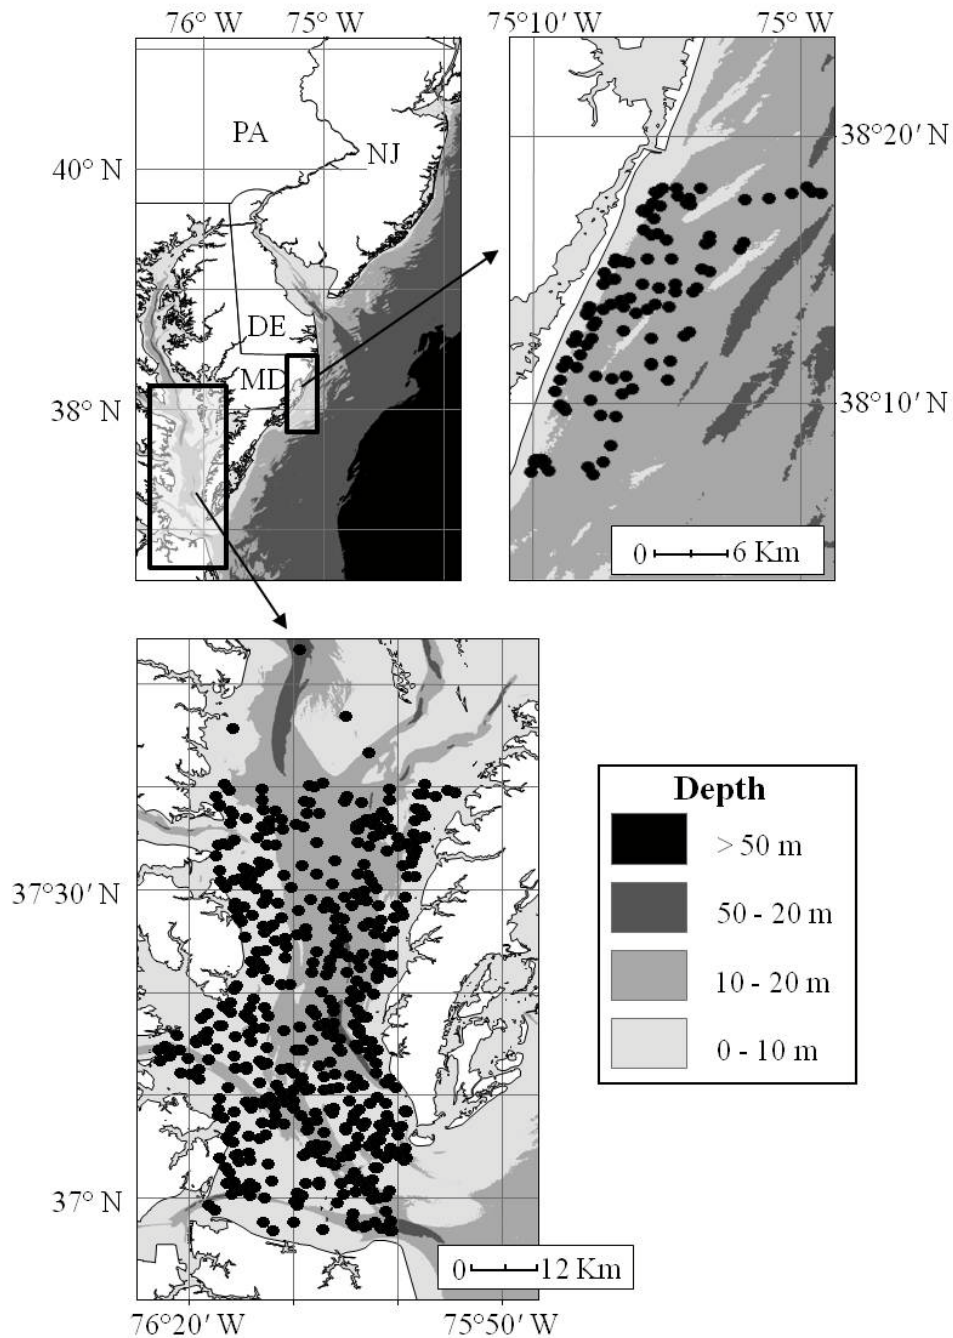 76° W 75° W
75°10′ W 75° W
PA
NJ
40° N
38°20′ N
DE
MD
38° N
38°10′ N
0 6 Km
37°30′ N
Depth
> 50 m
50 - 20 m
10 - 20 m
0 - 10 m
37° N
0 12 Km
76°20′ W 75°50′ W